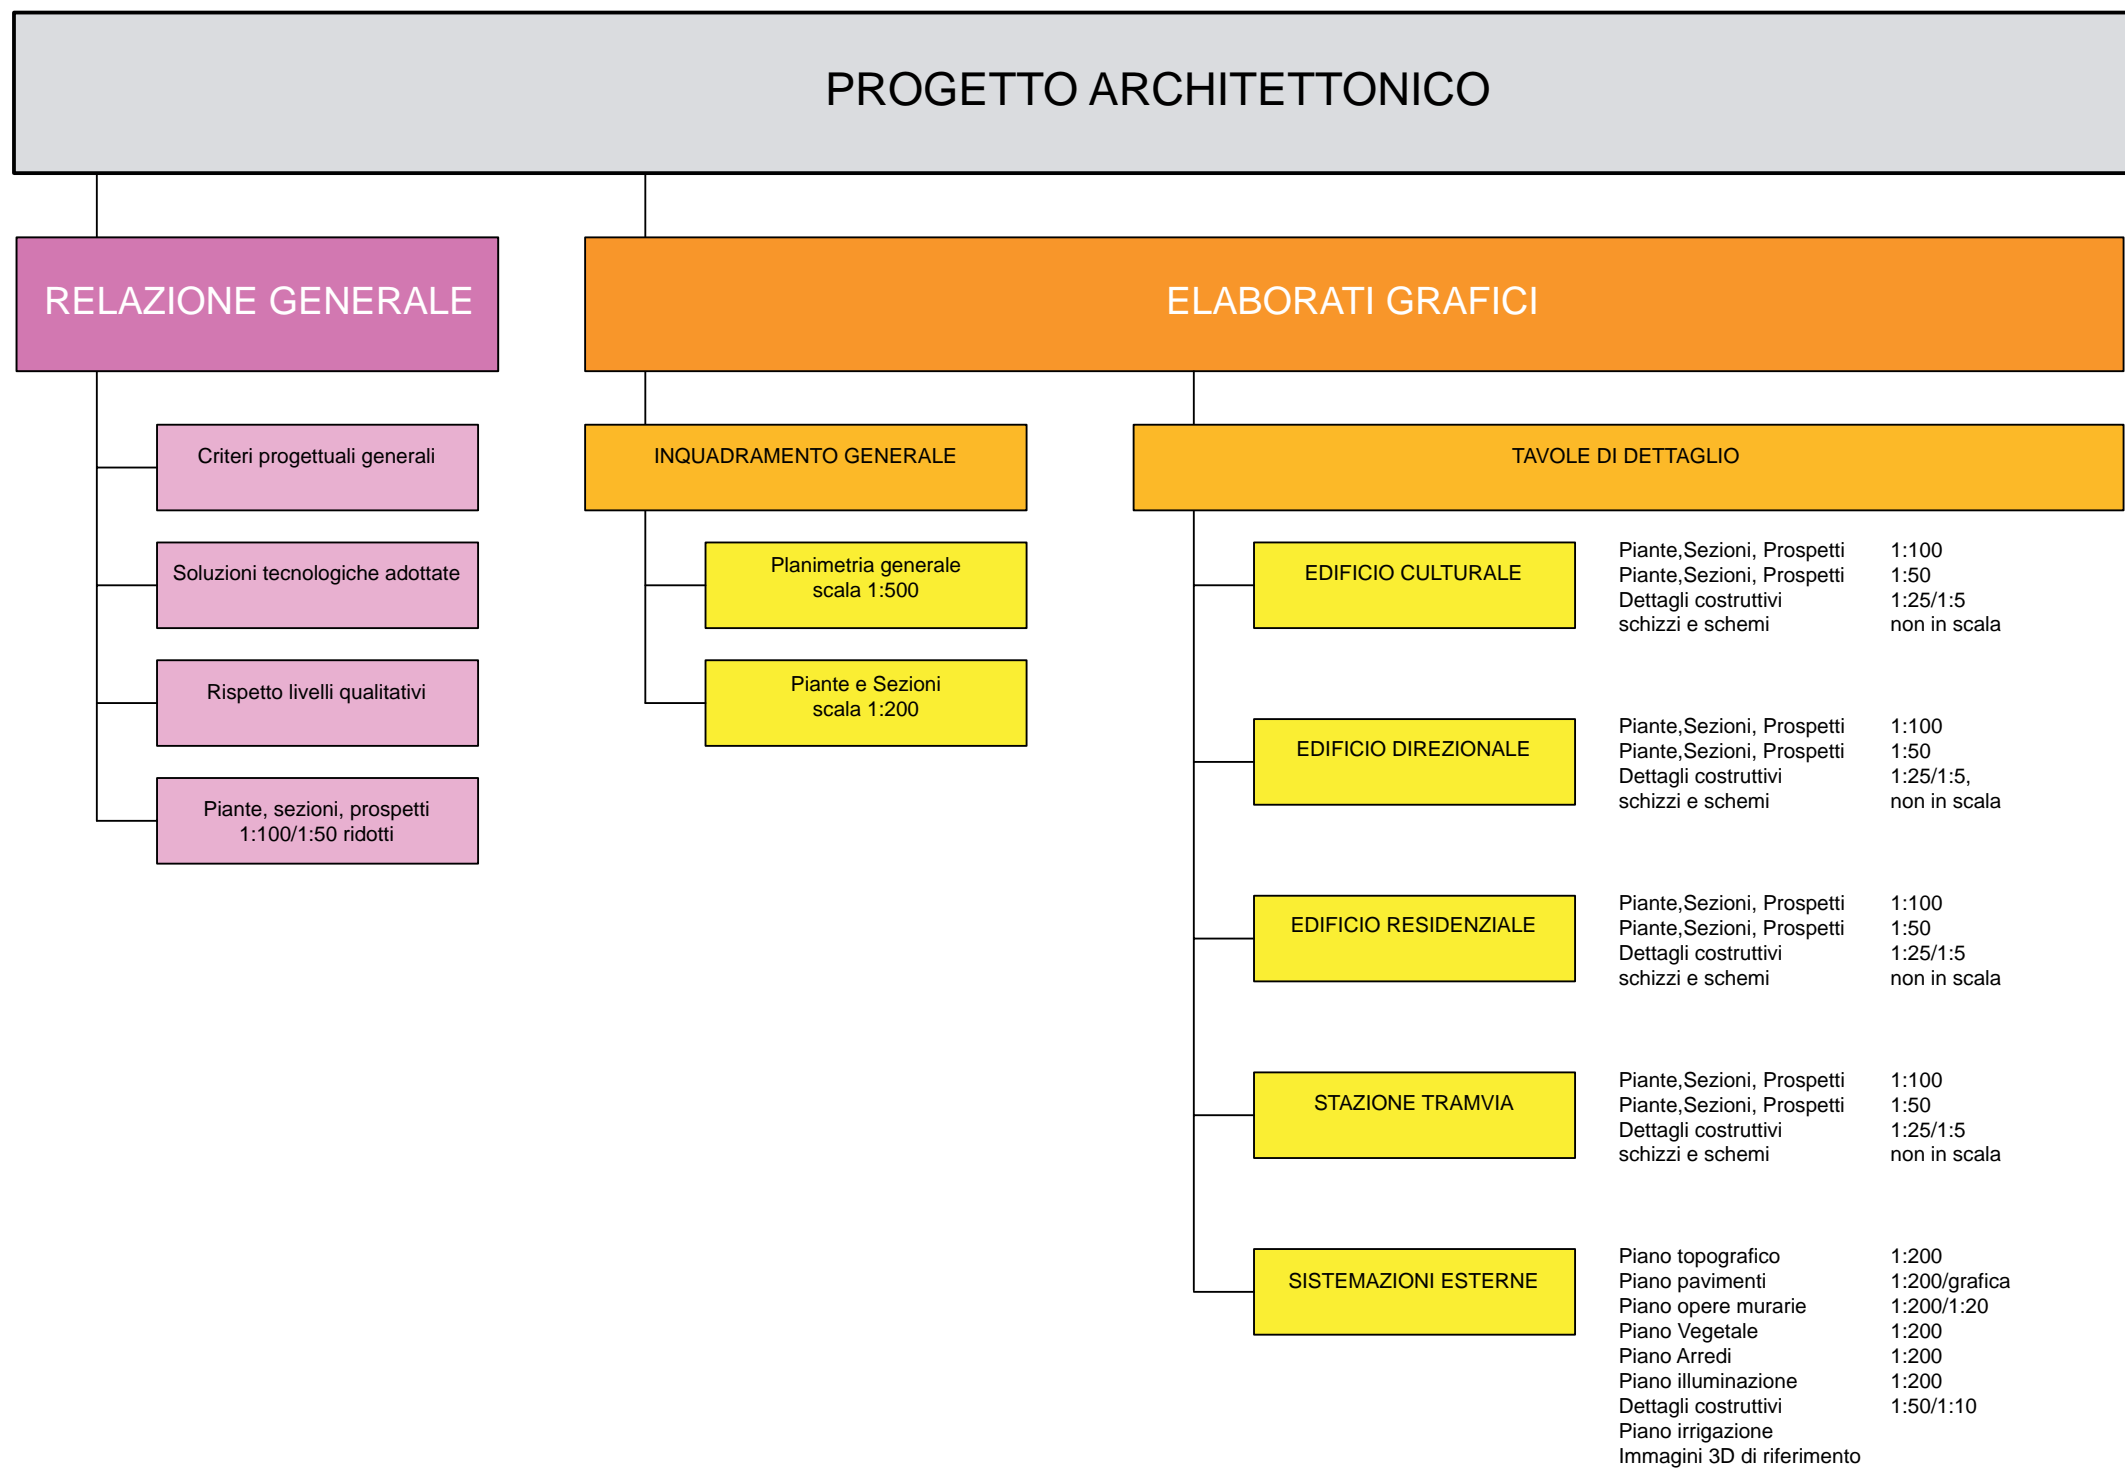 PROGETTO ARCHITETTONICO
RELAZIONE GENERALE
Criteri progettuali generali
Soluzioni tecnologiche adottate
Rispetto livelli qualitativi
Piante, sezioni, prospetti
1:100/1:50 ridotti
ELABORATI GRAFICI
INQUADRAMENTO GENERALE
Planimetria generale
scala 1:500
Piante e Sezioni
scala 1:200
TAVOLE DI DETTAGLIO
EDIFICIO CULTURALE
Piante,Sezioni, Prospetti 1:100
Piante,Sezioni, Prospetti 1:50
Dettagli costruttivi 1:25/1:5
schizzi e schemi non in scala
EDIFICIO DIREZIONALE
Piante,Sezioni, Prospetti 1:100
Piante,Sezioni, Prospetti 1:50
Dettagli costruttivi 1:25/1:5,
schizzi e schemi non in scala
EDIFICIO RESIDENZIALE
Piante,Sezioni, Prospetti 1:100
Piante,Sezioni, Prospetti 1:50
Dettagli costruttivi 1:25/1:5
schizzi e schemi non in scala
STAZIONE TRAMVIA
Piante,Sezioni, Prospetti 1:100
Piante,Sezioni, Prospetti 1:50
Dettagli costruttivi 1:25/1:5
schizzi e schemi non in scala
SISTEMAZIONI ESTERNE
Piano topografico 1:200
Piano pavimenti 1:200/grafica
Piano opere murarie 1:200/1:20
Piano Vegetale 1:200
Piano Arredi 1:200
Piano illuminazione 1:200
Dettagli costruttivi 1:50/1:10
Piano irrigazione
Immagini 3D di riferimento